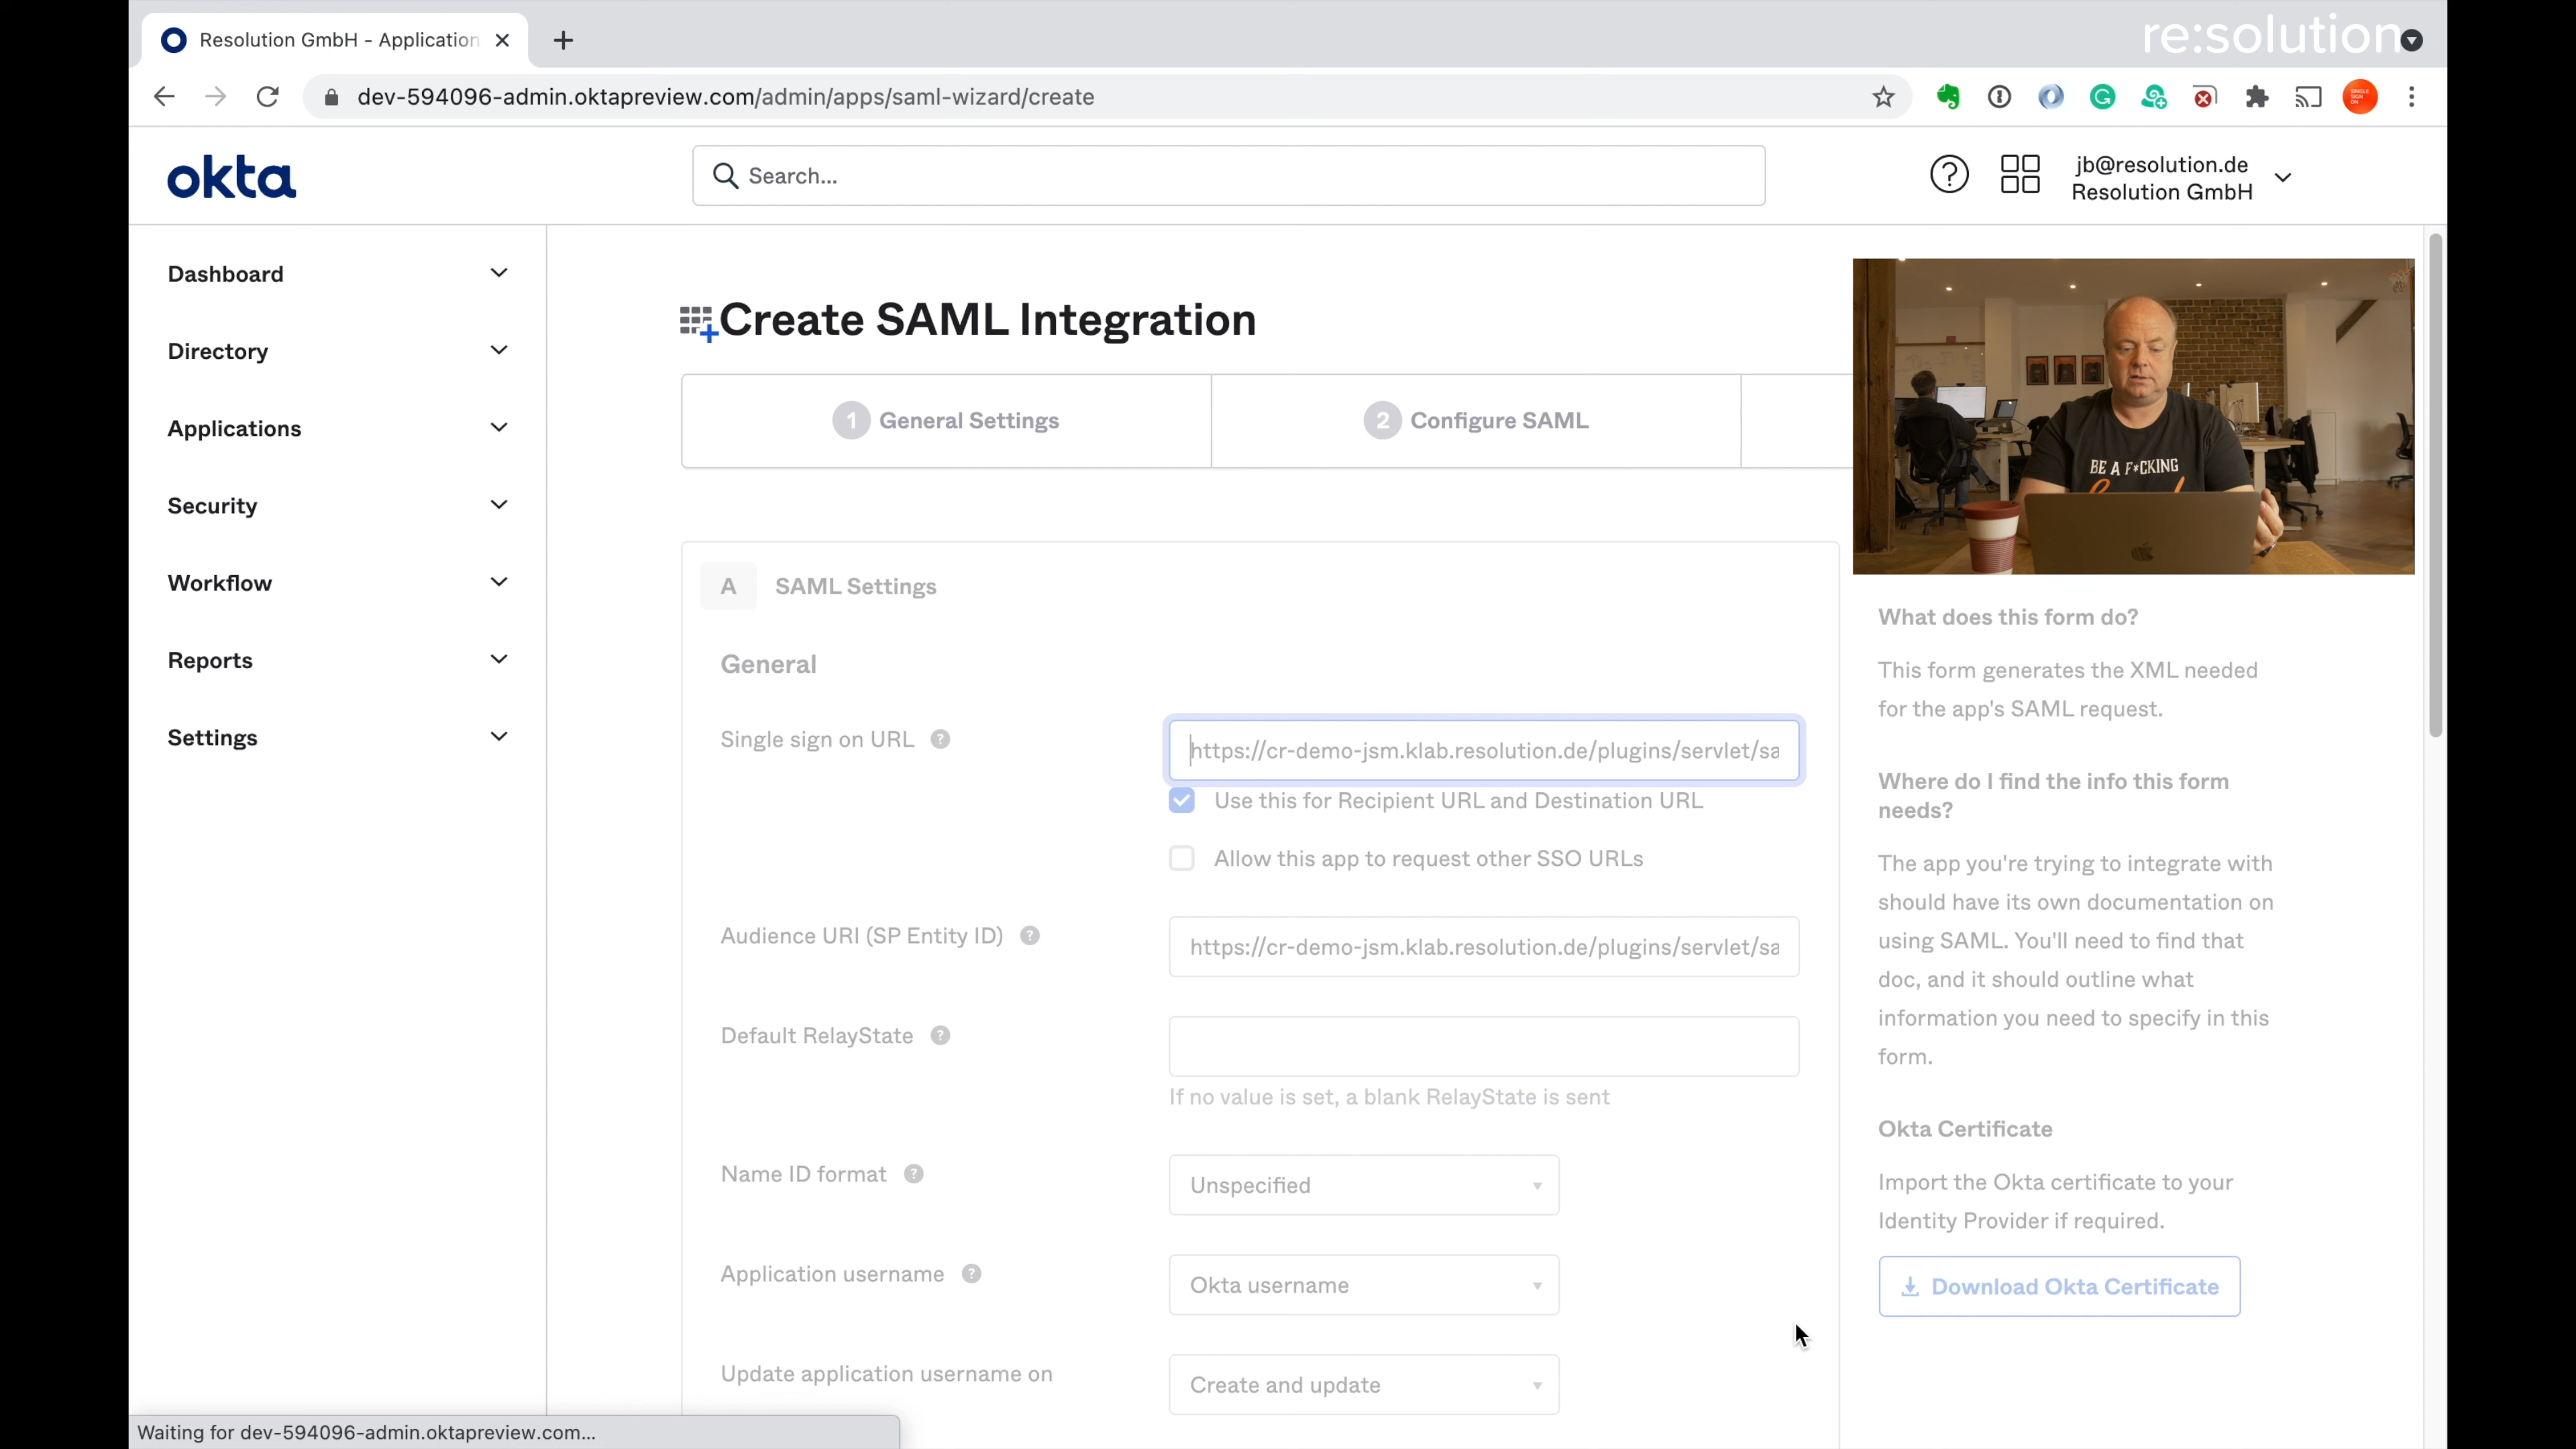 Resolution GmbH - Application
re:solution
dev-594096-admin.oktapreview.com/admin/apps/saml-wizard/create
okta
Search...
jb@resolution.de
Resolution GmbH
Dashboard
Directory
Applications
Security
Workflow
Reports
Settings
Create SAML Integration
1 General Settings
2 Configure SAML
BE A F*CKING
A SAML Settings
General
Single sign on URL ?
https://cr-demo-jsm.klab.resolution.de/plugins/servlet/sa
Use this for Recipient URL and Destination URL
Allow this app to request other SSO URLs
Audience URI (SP Entity ID) ?
https://cr-demo-jsm.klab.resolution.de/plugins/servlet/sa
Default RelayState ?
If no value is set, a blank RelayState is sent
Name ID format ?
Unspecified
Application username ?
Okta username
Update application username on
Create and update
What does this form do?
This form generates the XML needed
for the app's SAML request.
Where do I find the info this form
needs?
The app you're trying to integrate with
should have its own documentation on
using SAML. You'll need to find that
doc, and it should outline what
information you need to specify in this
form.
Okta Certificate
Import the Okta certificate to your
Identity Provider if required.
Download Okta Certificate
Waiting for dev-594096-admin.oktapreview.com...